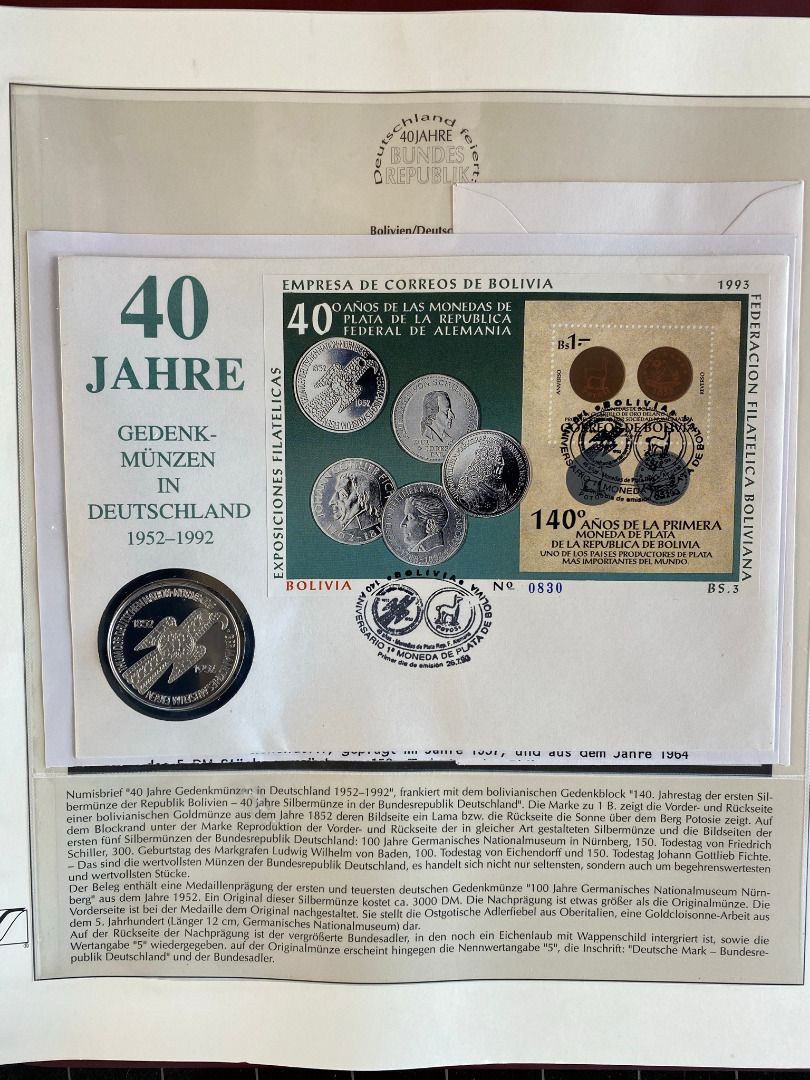 Deutschland feiert:
40 JAHRE
BUNDES
REPUBLIK
Bolivien/Deutsc
40
JAHRE
GEDENK-
MÜNZEN
IN
DEUTSCHLAND
1952–1992
EMPRESA DE CORREOS DE BOLIVIA 1993
40º AÑOS DE LAS MONEDAS DE
PLATA DE LA REPUBLICA
FEDERAL DE ALEMANIA
EXPOSICIONES FILATELICAS
FEDERACION FILATELICA BOLIVIANA
Bs1.–
ANVERSO
REVERSO
CORREOS DE BOLIVIA
140º AÑOS DE LA PRIMERA
MONEDA DE PLATA
DE LA REPUBLICA DE BOLIVIA
UNO DE LOS PAISES PRODUCTORES DE PLATA
MAS IMPORTANTES DEL MUNDO.
BOLIVIA Nº 0830 BS.3
1852
1952
BOLIVIA
140 ANIVERSARIO 1ª MONEDA DE PLATA DE BOLIVIA
Potosi
Primer dia de emisión 26.7.93
1852
1952
geprägt im Jahre 1957, und aus dem Jahre 1964
Numisbrief "40 Jahre Gedenkmünzen in Deutschland 1952–1992", frankiert mit dem bolivianischen Gedenkblock "140. Jahrestag der ersten Sil-
bermünze der Republik Bolivien – 40 jahre Silbermünze in der Bundesrepublik Deutschland". Die Marke zu 1 B. zeigt die Vorder- und Rückseite
einer bolivianischen Goldmünze aus dem Jahre 1852 deren Bildseite ein Lama bzw. die Rückseite die Sonne über dem Berg Potosie zeigt. Auf
dem Blockrand unter der Marke Reproduktion der Vorder- und Rückseite der in gleicher Art gestalteten Silbermünze und die Bildseiten der
ersten fünf Silbermünzen der Bundesrepublik Deutschland: 100 Jahre Germanisches Nationalmuseum in Nürnberg, 150. Todestag von Friedrich
Schiller, 300. Geburtstag des Markgrafen Ludwig Wilhelm von Baden, 100. Todestag von Eichendorff und 150. Todestag Johann Gottlieb Fichte.
– Das sind die wertvollsten Münzen der Bundesrepublik Deutschland, es handelt sich nicht nur seltensten, sondern auch um begehrenswertesten
und wertvollsten Stücke.
Der Beleg enthält eine Medaillenprägung der ersten und teuersten deutschen Gedenkmünze "100 Jahre Germanisches Nationalmuseum Nürn-
berg" aus dem Jahre 1952. Ein Original dieser Silbermünze kostet ca. 3000 DM. Die Nachprägung ist etwas größer als die Originalmünze. Die
Vorderseite ist bei der Medaille dem Original nachgestaltet. Sie stellt die Ostgotische Adlerfiebel aus Oberitalien, eine Goldcloisonne-Arbeit aus
dem 5. Jahrhundert (Länger 12 cm, Germanisches Nationalmuseum) dar.
Auf der Rückseite der Nachprägung ist der vergrößerte Bundesadler, in den noch ein Eichenlaub mit Wappenschild intergriert ist, sowie die
Wertangabe "5" wiedergegeben. auf der Originalmünze erscheint hingegen die Nennwertangabe "5", die Inschrift: "Deutsche Mark – Bundesre-
publik Deutschland" und der Bundesadler.